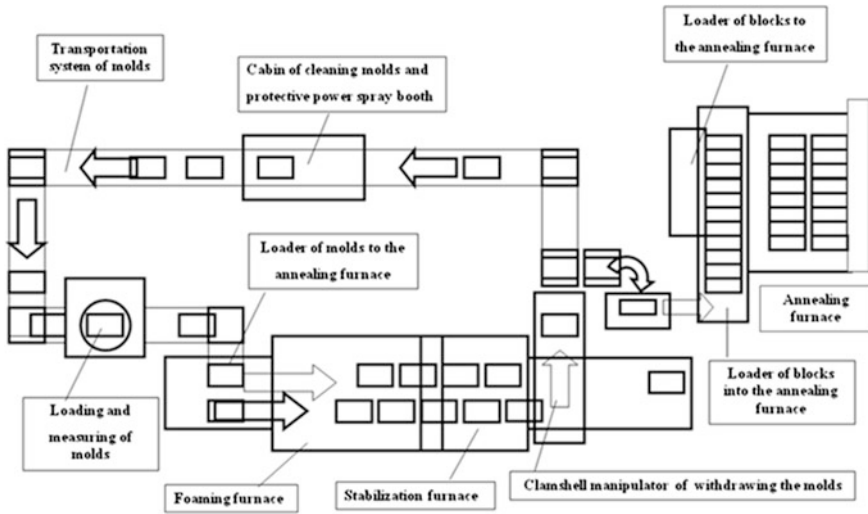 Loader of blocks to
the annealing furnace
Transportation
system of molds
Cabin of cleaning molds and
protective power spray booth
Loader of molds to the
annealing furnace
Annealing
furnace
Loader of blocks
into the annealing
furnace
Loading and
measuring of
molds
Foaming furnace
Stabilization furnace
Clamshell manipulator of withdrawing the molds